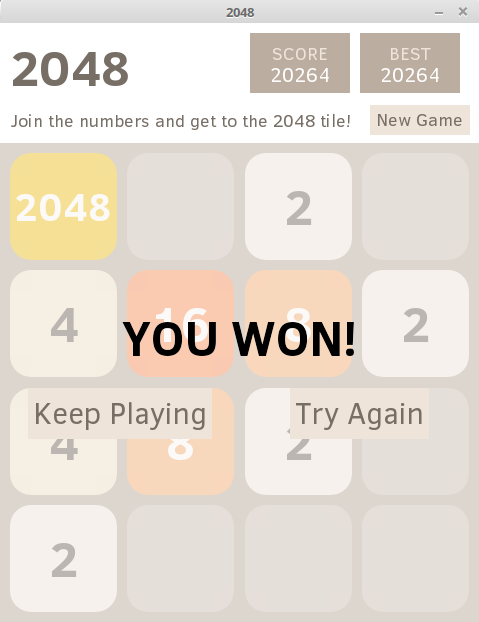 2048
2048
SCORE
20264
BEST
20264
Join the numbers and get to the 2048 tile!
New Game
2048
2
4
16
8
2
YOU WON!
Keep Playing
Try Again
4
8
2
2